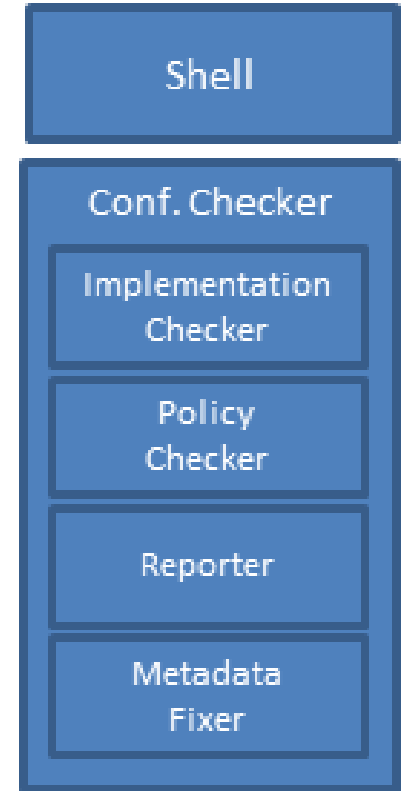 Shell
Conf. Checker
Implementation
Checker
Policy
Checker
Reporter
Metadata
Fixer